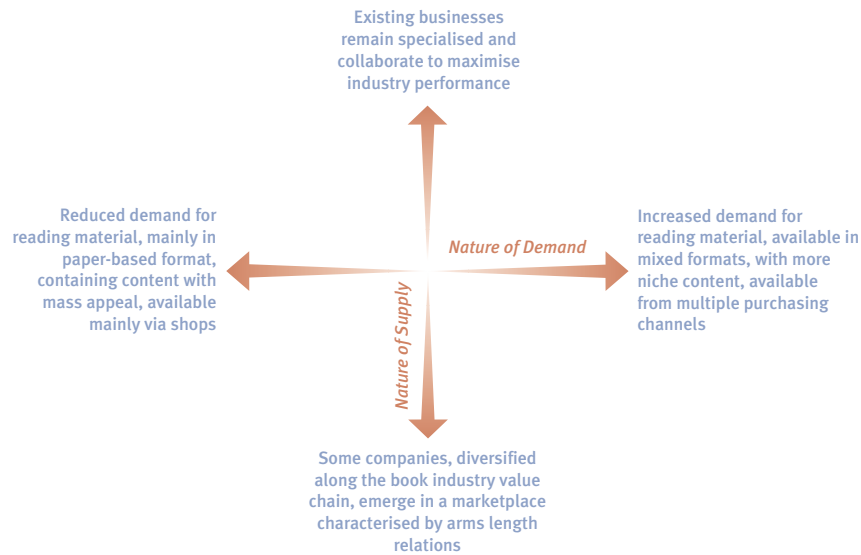 Existing businesses
remain specialised and
collaborate to maximise
industry performance
Reduced demand for
reading material, mainly in
paper-based format,
containing content with
mass appeal, available
mainly via shops
Nature of Demand
Increased demand for
reading material, available in
mixed formats, with more
niche content, available
from multiple purchasing
channels
Nature of Supply
Some companies, diversified
along the book industry value
chain, emerge in a marketplace
characterised by arms length
relations